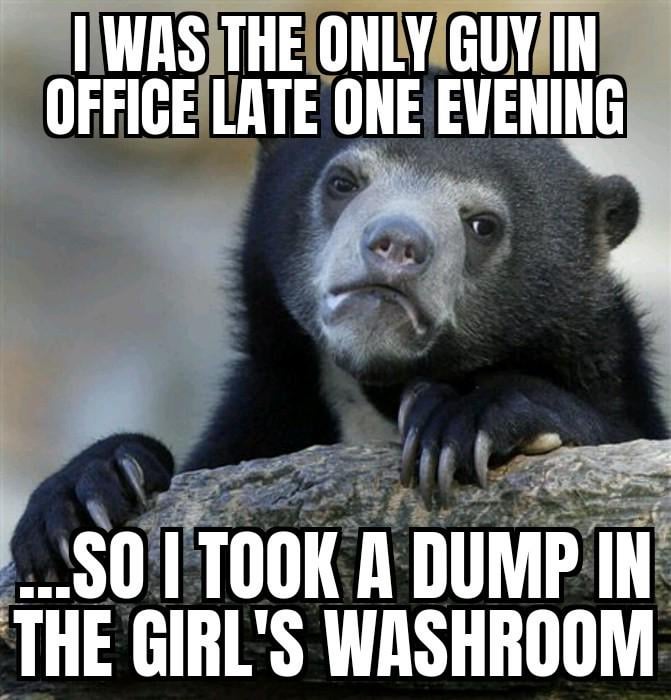 I WAS THE ONLY GUY IN
OFFICE LATE ONE EVENING
...SO I TOOK A DUMP IN
THE GIRL'S WASHROOM